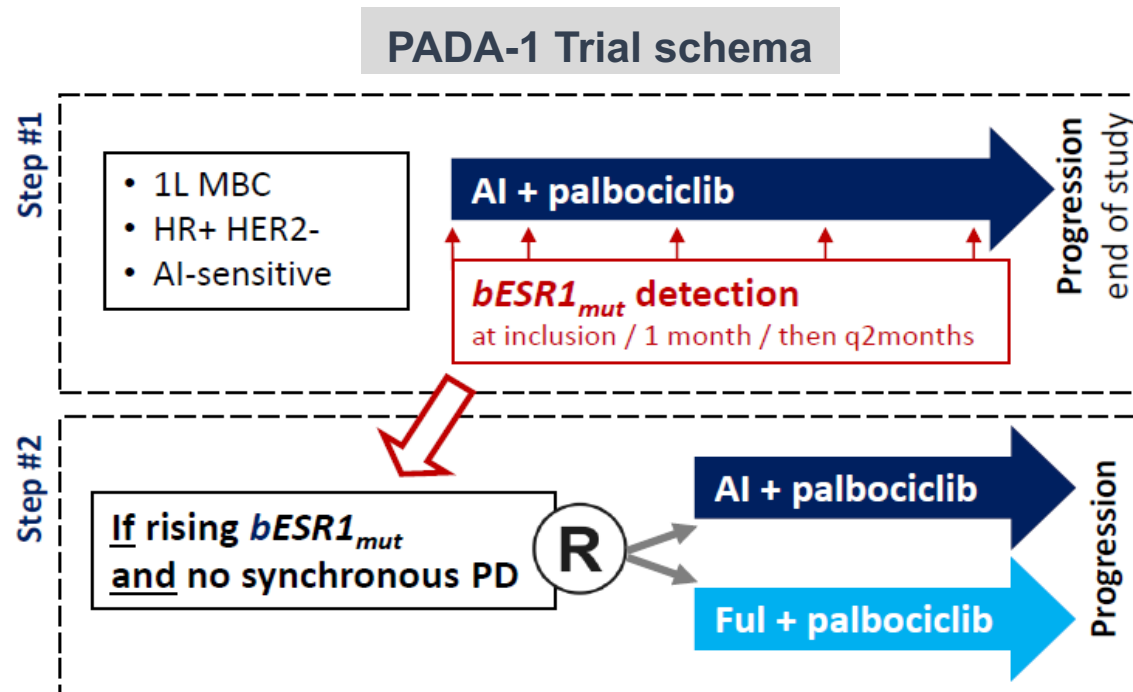 PADA-1 Trial schema
Step #1
• 1L MBC
• HR+ HER2-
• AI-sensitive
AI + palbociclib
bESR1mut detection
at inclusion / 1 month / then q2months
Progression
end of study
Step #2
If rising bESR1mut
and no synchronous PD
R
AI + palbociclib
Ful + palbociclib
Progression